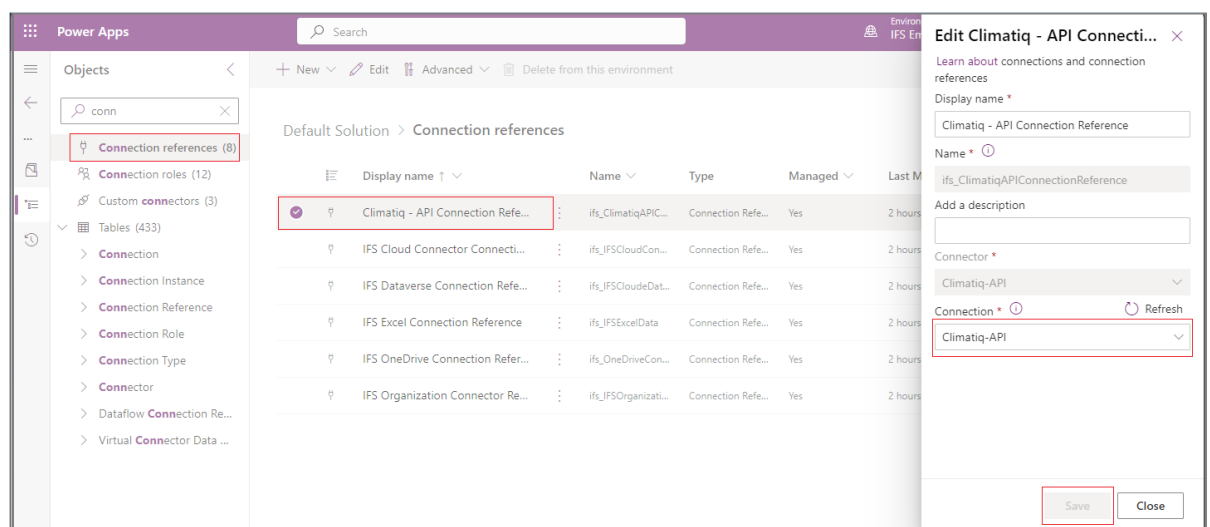 Power Apps
Search
Environ
IFS Em
Objects
New
Edit
Advanced
Delete from this environment
conn
...
Connection references (8)
Connection roles (12)
Custom connectors (3)
Tables (433)
Connection
Connection Instance
Connection Reference
Connection Role
Connection Type
Connector
Dataflow Connection Re...
Virtual Connector Data ...
Default Solution > Connection references
Display name ↑ Name Type Managed Last M
Climatiq - API Connection Refe... ifs_ClimatiqAPIC... Connection Refe... Yes 2 hours
IFS Cloud Connector Connecti... ifs_IFSCloudCon... Connection Refe... Yes 2 hours
IFS Dataverse Connection Refe... ifs_IFSCloudeDat... Connection Refe... Yes 2 hours
IFS Excel Connection Reference ifs_IFSExcelData Connection Refe... Yes 2 hours
IFS OneDrive Connection Refer... ifs_OneDriveCon... Connection Refe... Yes 2 hours
IFS Organization Connector Re... ifs_IFSOrganizati... Connection Refe... Yes 2 hours
Edit Climatiq - API Connecti...
Learn about connections and connection
references
Display name *
Climatiq - API Connection Reference
Name *
ifs_ClimatiqAPIConnectionReference
Add a description
Connector *
Climatiq-API
Connection * Refresh
Climatiq-API
Save Close